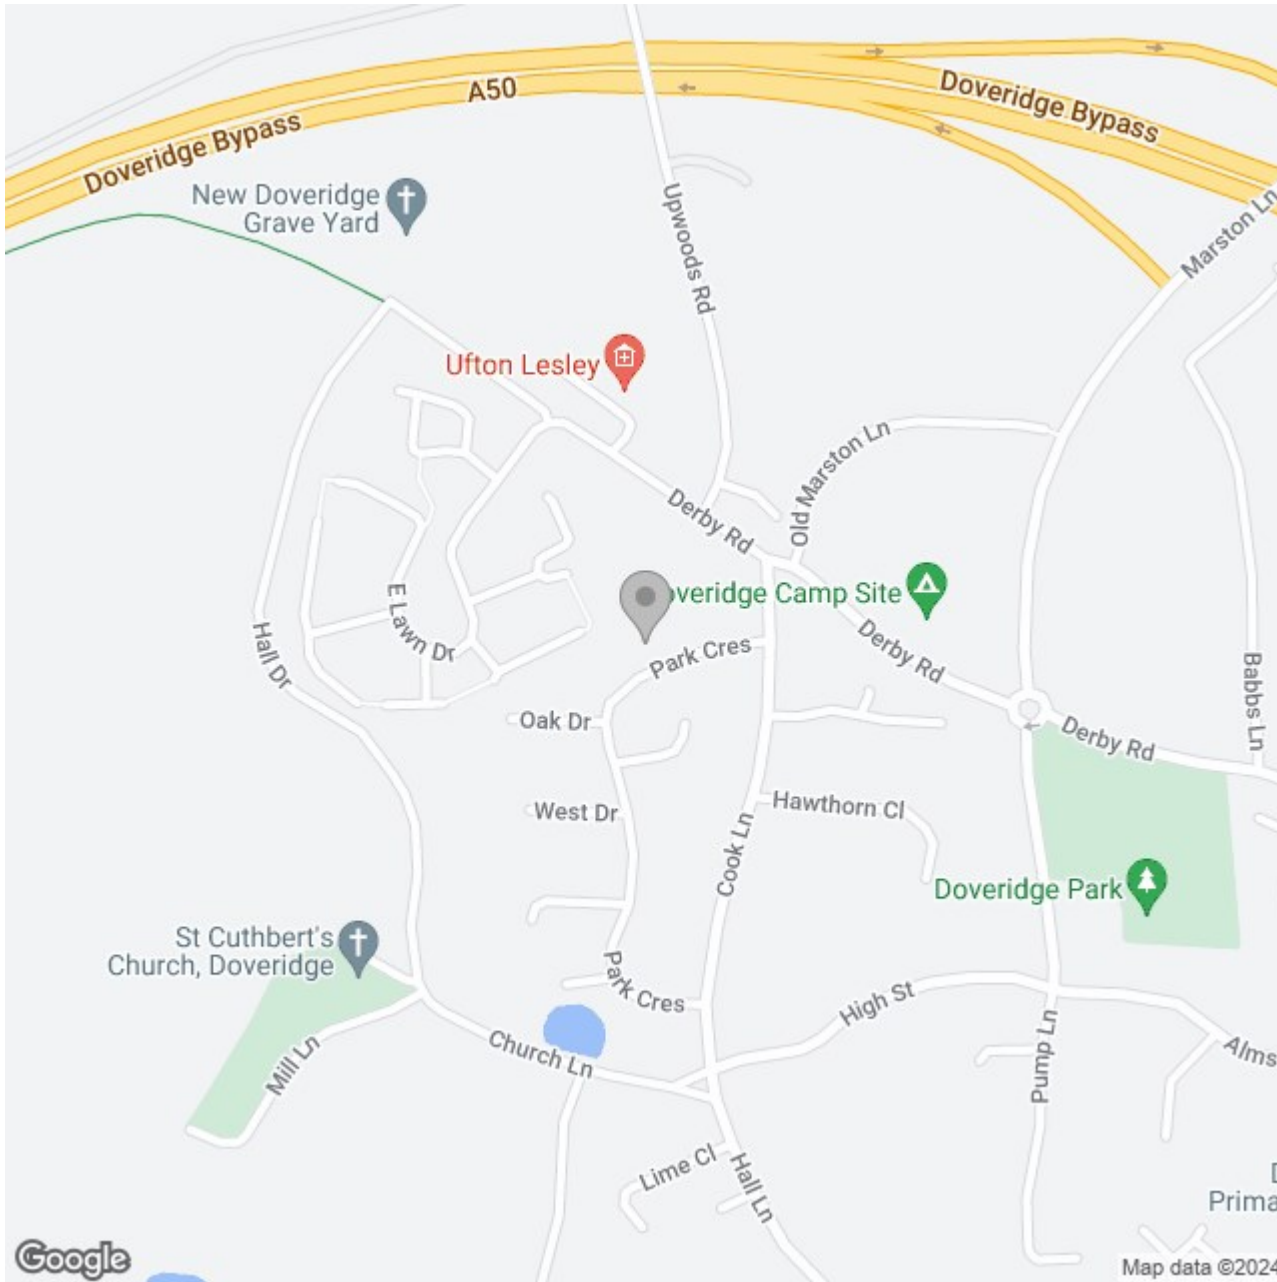 Doveridge Bypass
A50
Doveridge Bypass
New Doveridge
Grave Yard
Upwoods Rd
Marston Ln
Ufton Lesley
Old Marston Ln
Derby Rd
overidge Camp Site
E Lawn Dr
Hall Dr
Park Cres
Derby Rd
Babbs Ln
Oak Dr
Derby Rd
West Dr
Hawthorn Cl
Cook Ln
Doveridge Park
St Cuthbert's
Church, Doveridge
Park Cres
High St
Church Ln
Mill Ln
Pump Ln
Alms
Lime Cl
Hall Ln
D
Prima
Google
Map data ©2024